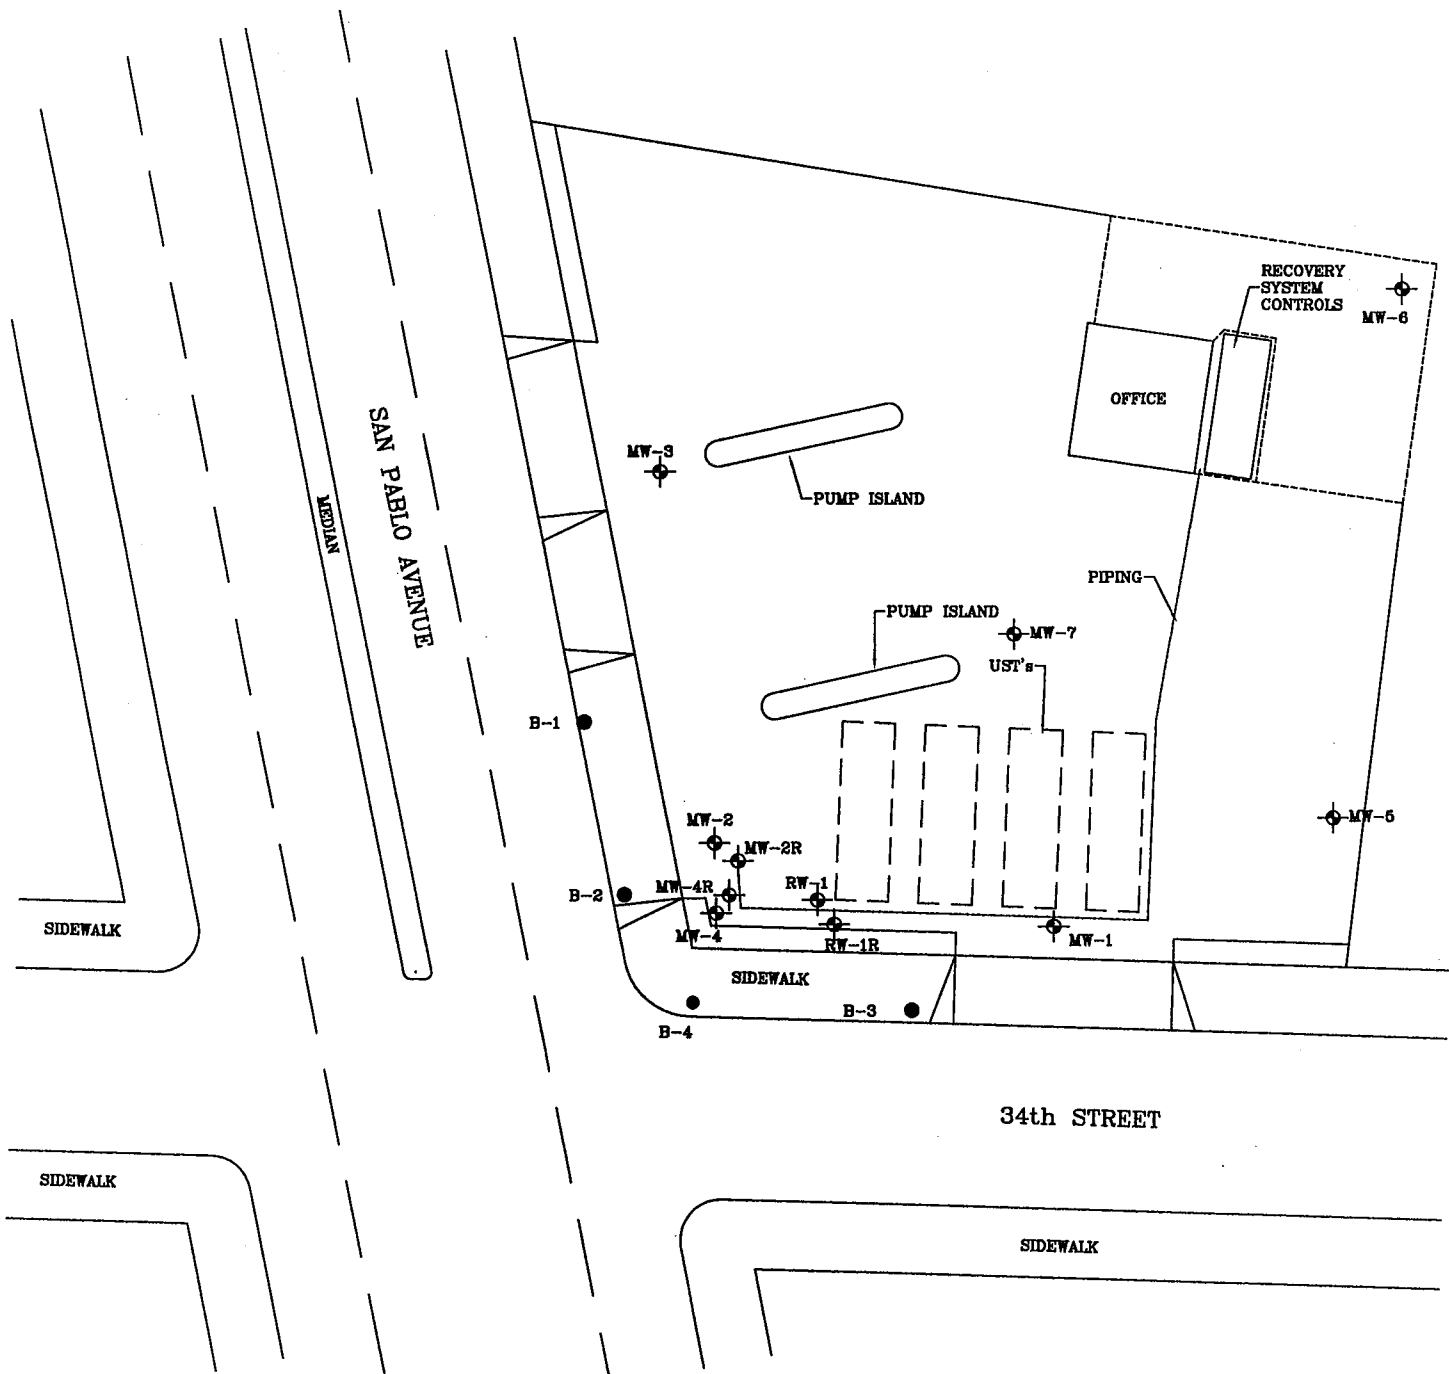 RECOVERY
SYSTEM
CONTROLS
MW-6
OFFICE
SAN PABLO AVENUE
MW-3
MEDIAN
PUMP ISLAND
PIPING
PUMP ISLAND
MW-7
UST's
B-1
MW-5
MW-2
MW-2R
MW-4R
RW-1
B-2
MW-4
RW-1R
MW-1
SIDEWALK
SIDEWALK
B-3
B-4
34th STREET
SIDEWALK
SIDEWALK